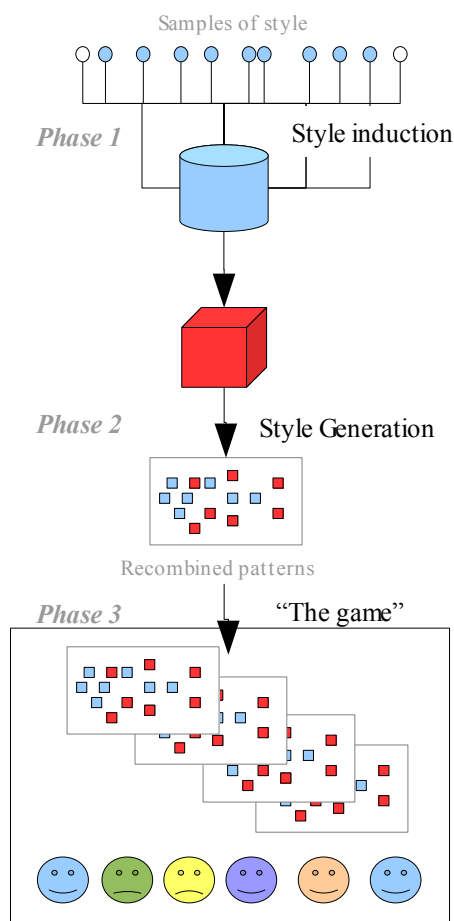 Samples of style
Phase 1
Style induction
Phase 2
Style Generation
Recombined patterns
Phase 3
“The game”